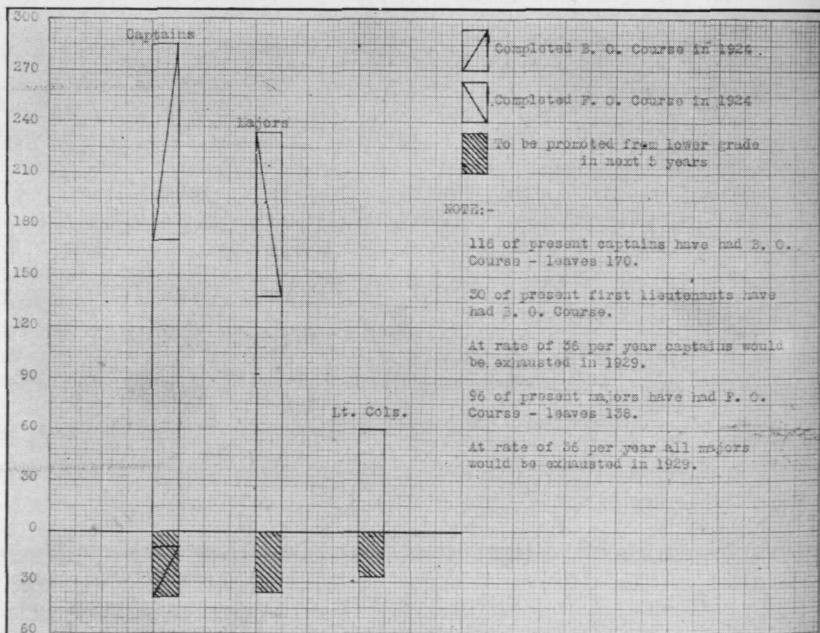 300
270
240
210
180
150
120
90
60
30
0
30
60
Captains
Majors
Lt. Cols.
Completed B. O. Course in 1924
Completed F. O. Course in 1924
To be promoted from lower grade
in next 5 years
NOTE:-
116 of present captains have had B. O.
Course - leaves 170.
30 of present first lieutenants have
had B. O. Course.
At rate of 36 per year captains would
be exhausted in 1929.
96 of present majors have had F. O.
Course - leaves 138.
At rate of 36 per year all majors
would be exhausted in 1929.